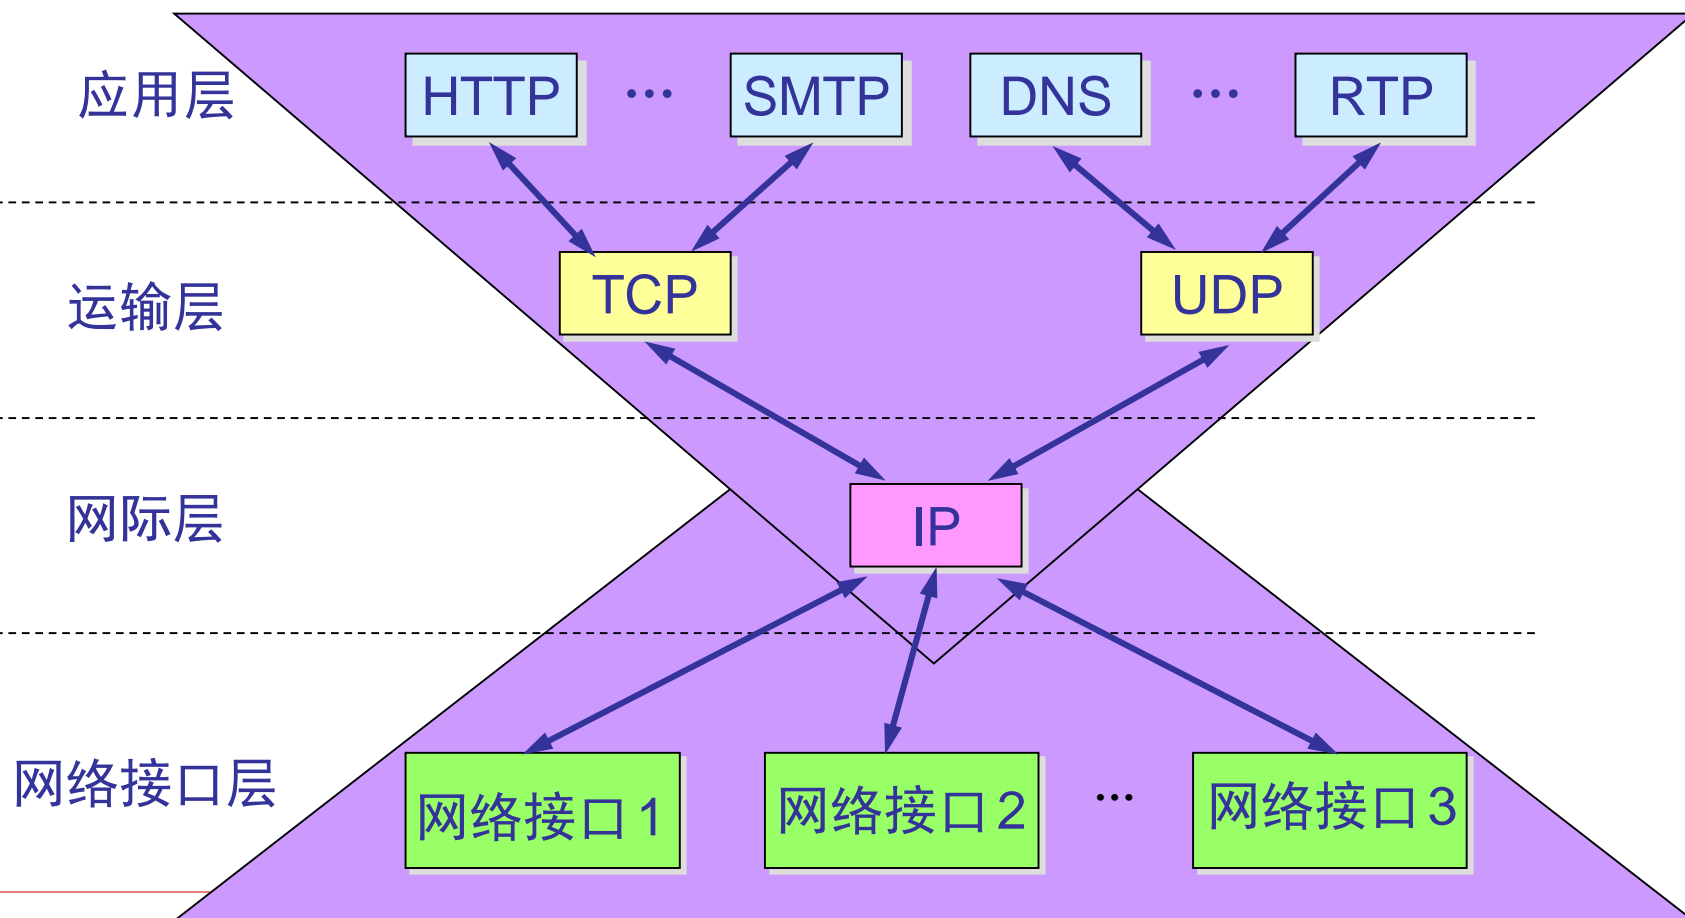 应用层 HTTP … SMTP DNS … RTP
运输层 TCP UDP
网际层 IP
网络接口层 网络接口1 网络接口2 … 网络接口3